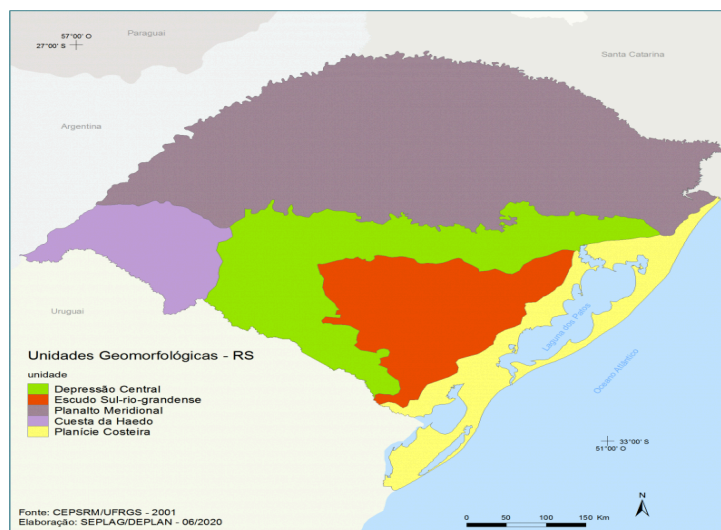 Paraguai
57°00' O
27°00' S
Santa Catarina
Argentina
Uruguai
Laguna dos Patos
Oceano Atlântico
Unidades Geomorfológicas - RS
unidade
Depressão Central
Escudo Sul-rio-grandense
Planalto Meridional
Cuesta da Haedo
Planície Costeira
33°00' S
51°00' O
N
0 50 100 150 Km
Fonte: CEPSRM/UFRGS - 2001
Elaboração: SEPLAG/DEPLAN - 06/2020